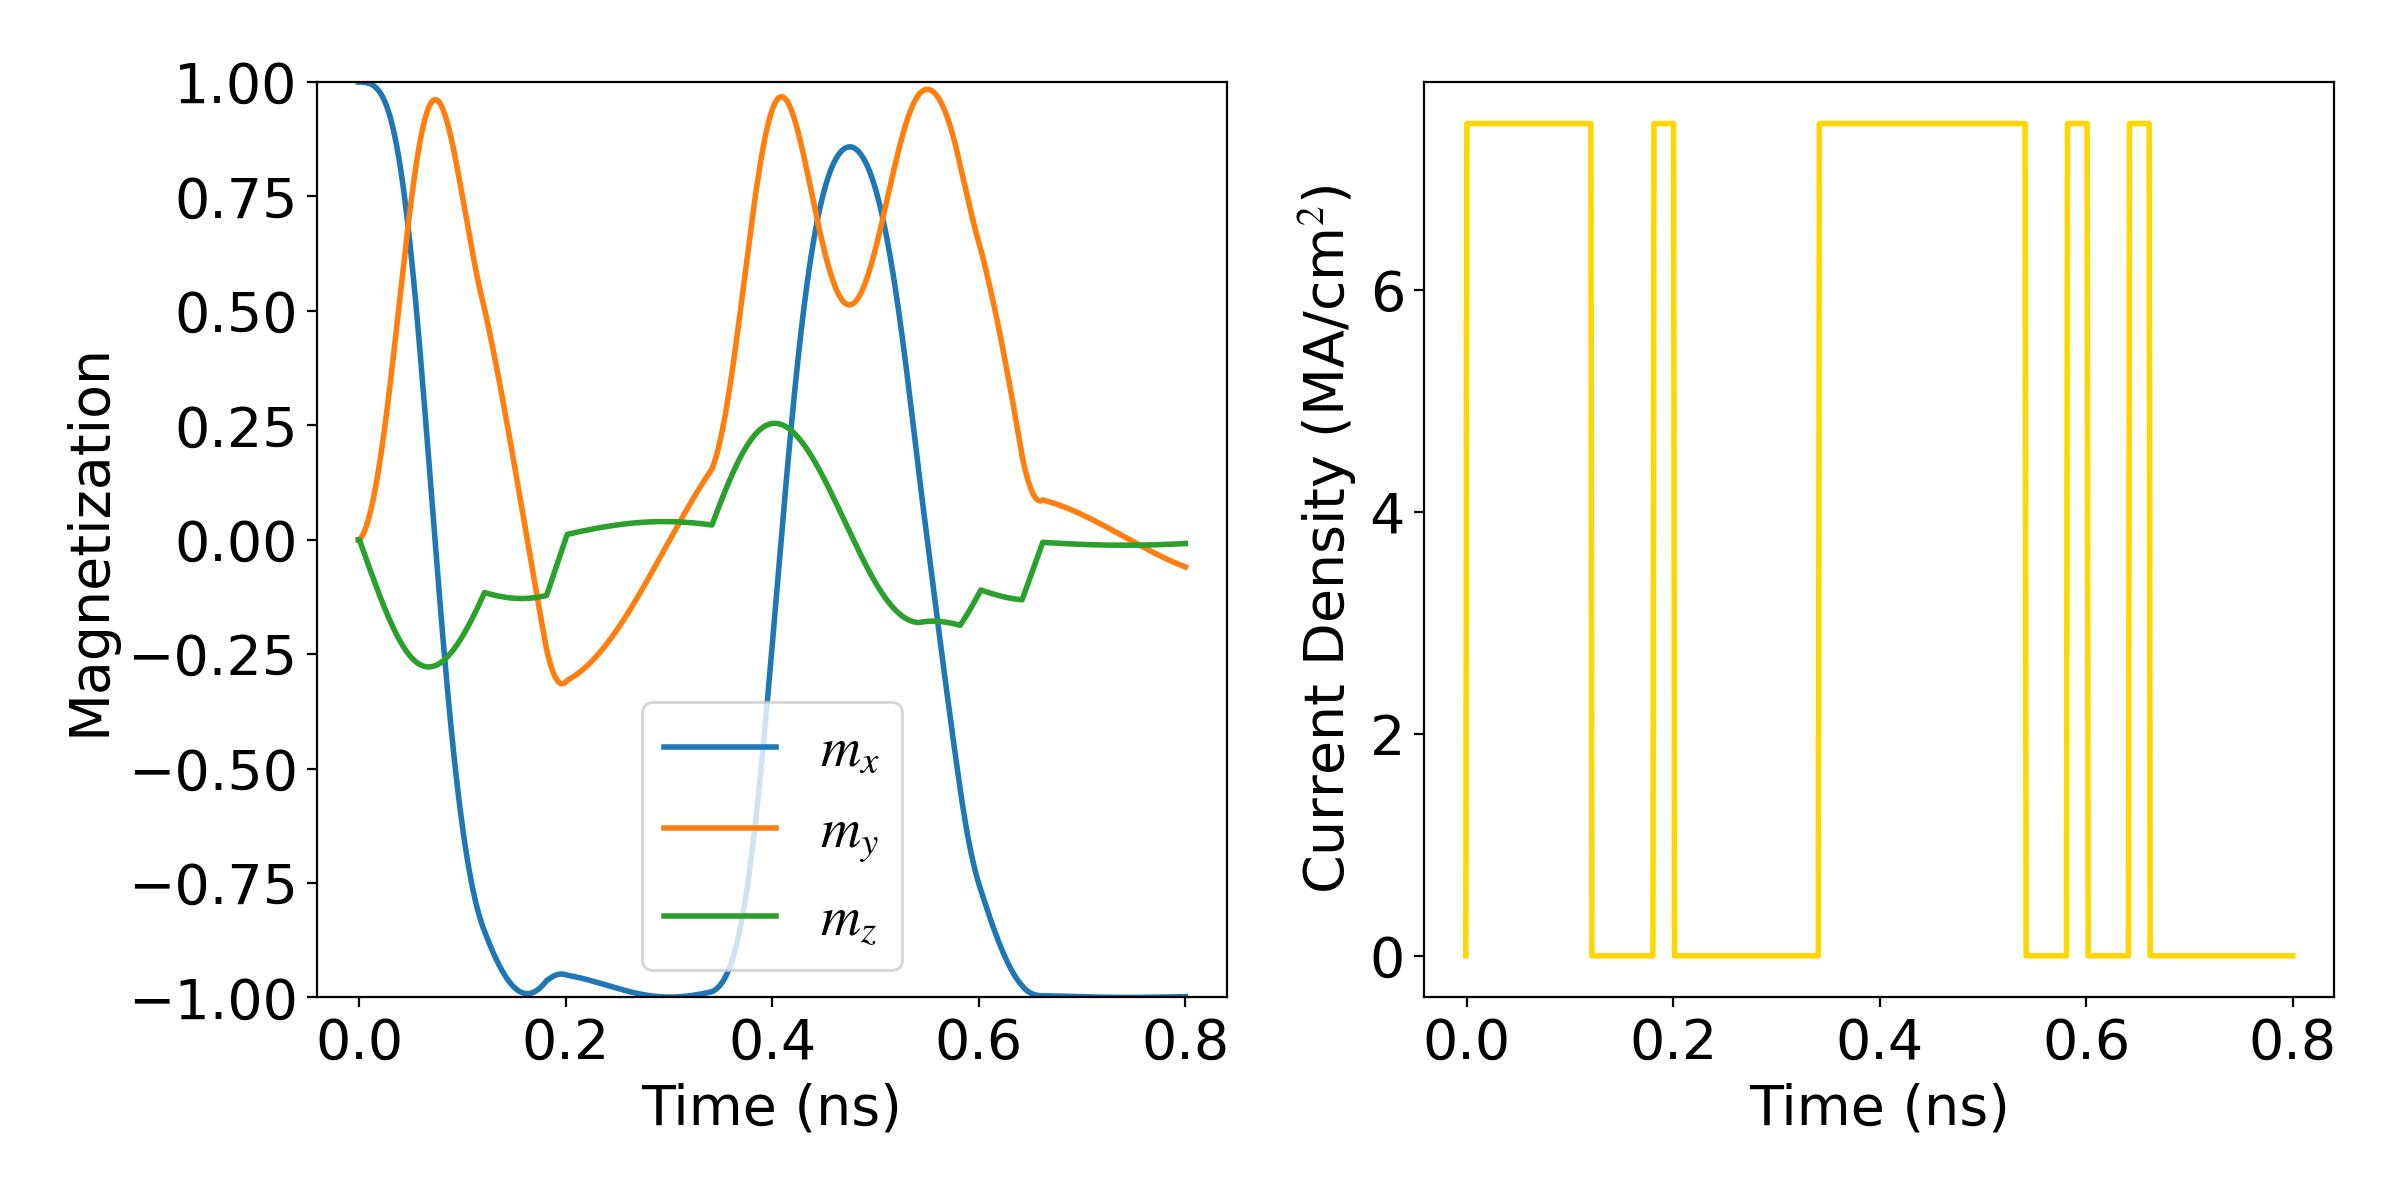 1.00
0.75
0.50
0.25
0.00
−0.25
−0.50
−0.75
−1.00
Magnetization
0.0 0.2 0.4 0.6 0.8
Time (ns)
m_x
m_y
m_z
6
4
2
0
Current Density (MA/cm²)
0.0 0.2 0.4 0.6 0.8
Time (ns)